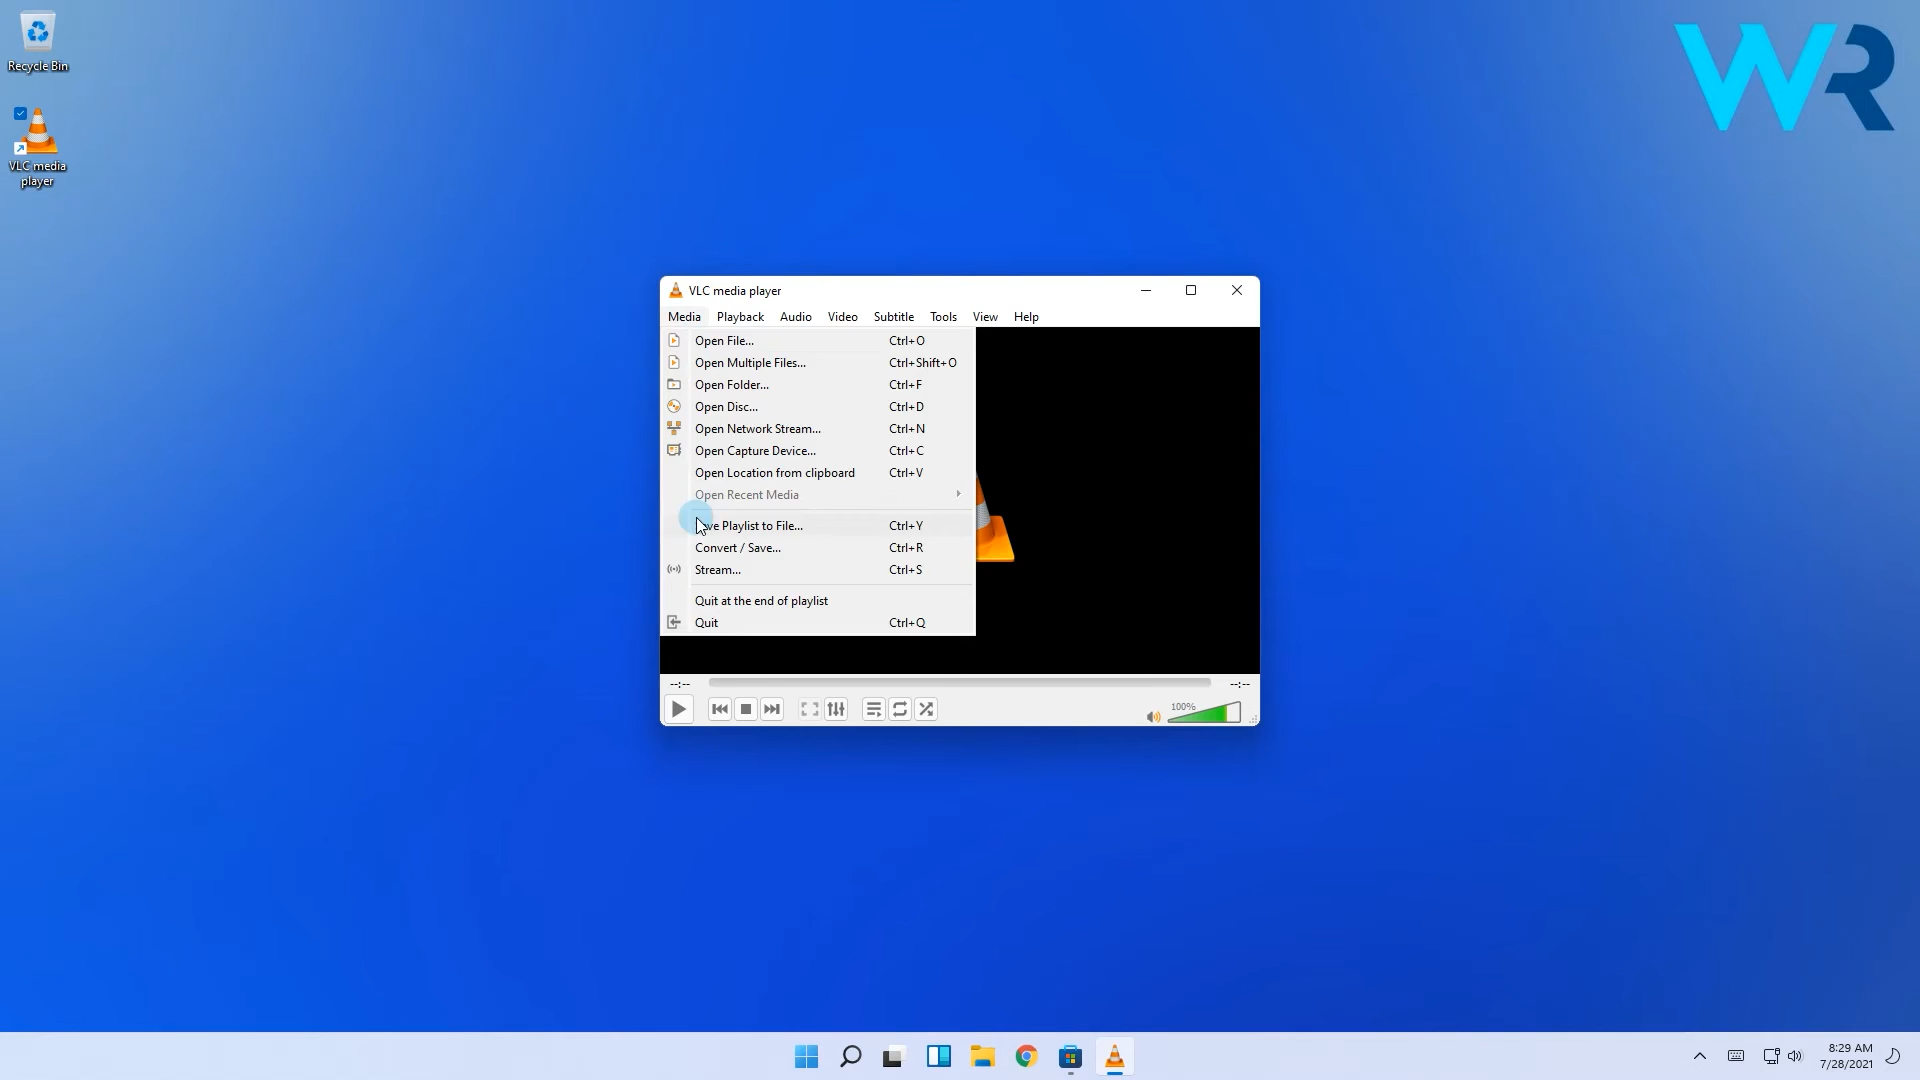 Recycle Bin
VLC media
player
WR
VLC media player
Media Playback Audio Video Subtitle Tools View Help
Open File... Ctrl+O
Open Multiple Files... Ctrl+Shift+O
Open Folder... Ctrl+F
Open Disc... Ctrl+D
Open Network Stream... Ctrl+N
Open Capture Device... Ctrl+C
Open Location from clipboard Ctrl+V
Open Recent Media
ve Playlist to File... Ctrl+Y
Convert / Save... Ctrl+R
Stream... Ctrl+S
Quit at the end of playlist
Quit Ctrl+Q
--:-- --:--
100%
8:29 AM
7/28/2021